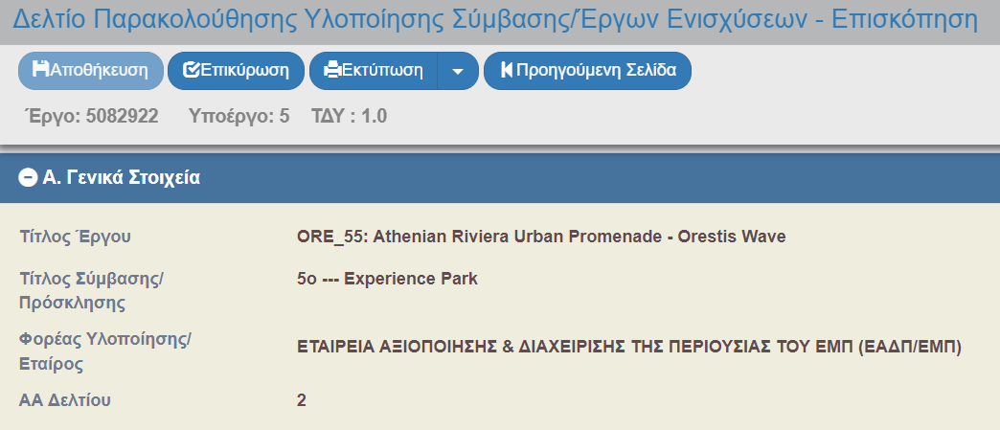 Δελτίο Παρακολούθησης Υλοποίησης Σύμβασης/Έργων Ενισχύσεων - Επισκόπηση
Αποθήκευση Επικύρωση Εκτύπωση Προηγούμενη Σελίδα
Έργο: 5082922 Υποέργο: 5 ΤΔΥ : 1.0
Α. Γενικά Στοιχεία
Τίτλος Έργου ORE_55: Athenian Riviera Urban Promenade - Orestis Wave
Τίτλος Σύμβασης/
Πρόσκλησης
5ο --- Experience Park
Φορέας Υλοποίησης/
Εταίρος
ΕΤΑΙΡΕΙΑ ΑΞΙΟΠΟΙΗΣΗΣ & ΔΙΑΧΕΙΡΙΣΗΣ ΤΗΣ ΠΕΡΙΟΥΣΙΑΣ ΤΟΥ ΕΜΠ (ΕΑΔΠ/ΕΜΠ)
ΑΑ Δελτίου 2